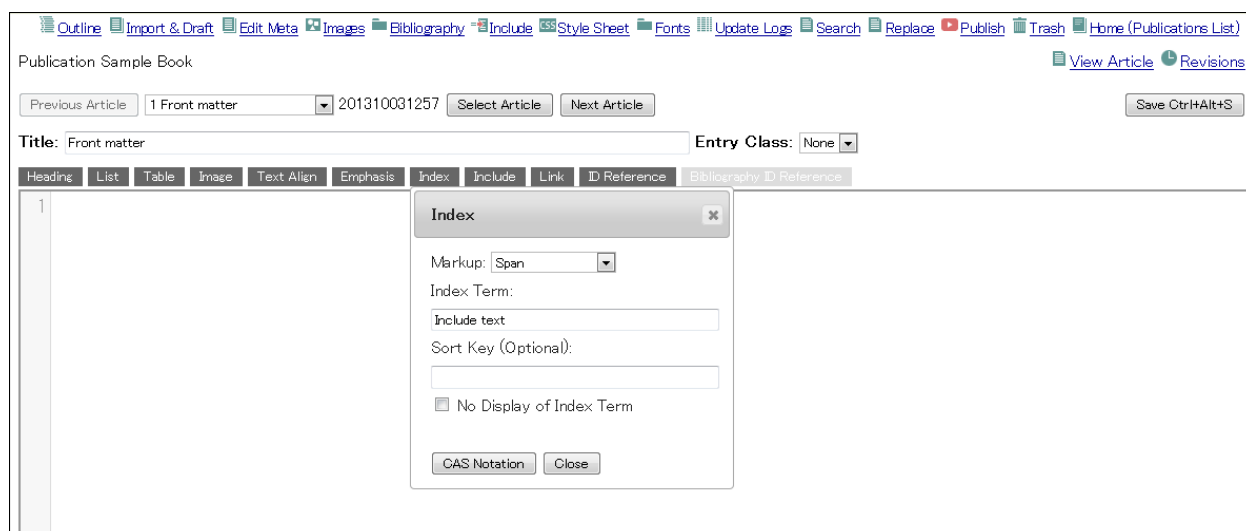 Outline Import & Draft Edit Meta Images Bibliography Include CSS Style Sheet Fonts Update Logs Search Replace Publish Trash Home (Publications List)
Publication Sample Book View Article Revisions
Previous Article 1 Front matter 201310031257 Select Article Next Article Save Ctrl+Alt+S
Title: Front matter Entry Class: None
Heading List Table Image Text Align Emphasis Index Include Link ID Reference Bibliography ID Reference
1
Index
Markup: Span
Index Term:
Include text
Sort Key (Optional):
No Display of Index Term
CAS Notation Close